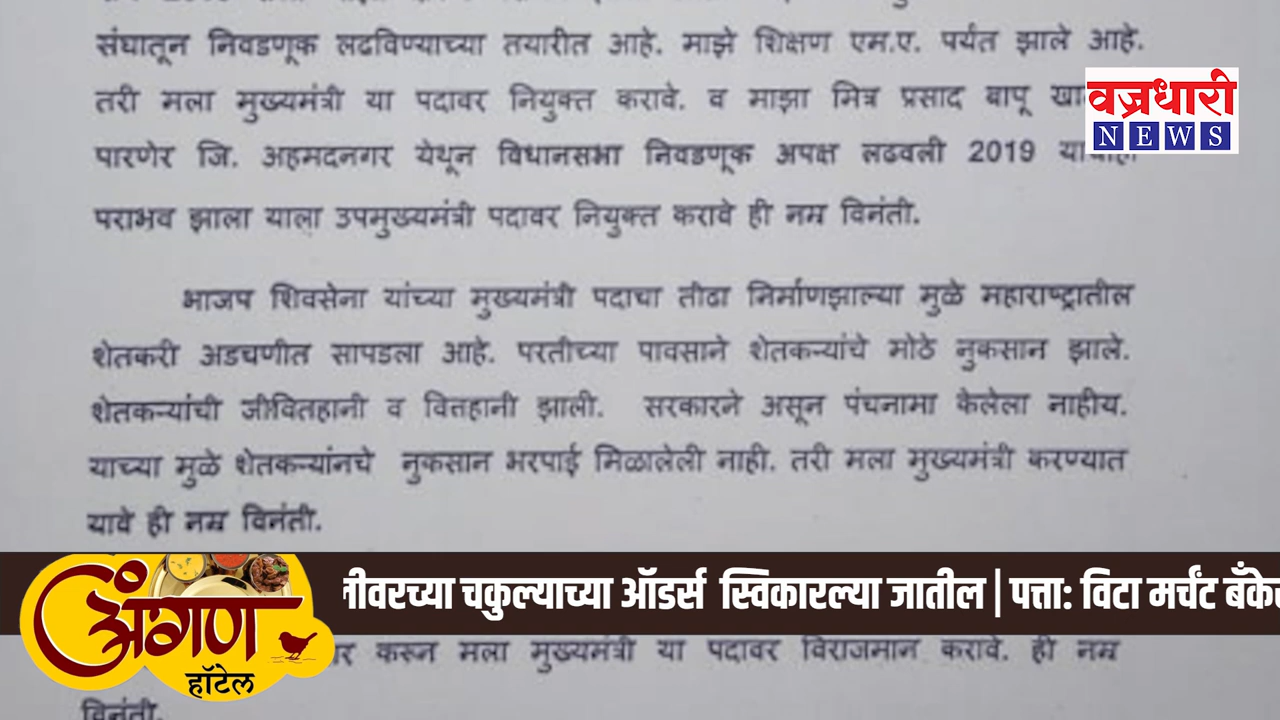 संघातून निवडणूक लढविण्याच्या तयारीत आहे. माझे शिक्षण एम.ए. पर्यंत झाले आहे.
तरी मला मुख्यमंत्री या पदावर नियुक्त करावे. व माझा मित्र प्रसाद बापू
पारणेर जि. अहमदनगर येथून विधानसभा निवडणूक अपक्ष लढवली 2019
पराभव झाला याला उपमुख्यमंत्री पदावर नियुक्त करावे ही नम्र विनंती.
भाजप शिवसेना यांच्या मुख्यमंत्री पदाचा तीढा निर्माणझाल्या मुळे महाराष्ट्रातील
शेतकरी अडचणीत सापडला आहे. परतीच्या पावसाने शेतकऱ्यांचे मोठे नुकसान झाले.
शेतकऱ्यांची जीवितहानी व वित्तहानी झाली. सरकारने असून पंचनामा केलेला नाहीय.
याच्या मुळे शेतकऱ्यांनचे नुकसान भरपाई मिळालेली नाही. तरी मला मुख्यमंत्री करण्यात
यावे ही नम्र विनंती.
करून मला मुख्यमंत्री या पदावर विराजमान करावे. ही नम्र
विनंती.
वज्रधारी
NEWS
चकुल्याच्या ऑडर्स स्विकारल्या जातील | पत्ता: विटा मर्चंट
अंगण
हॉटेल